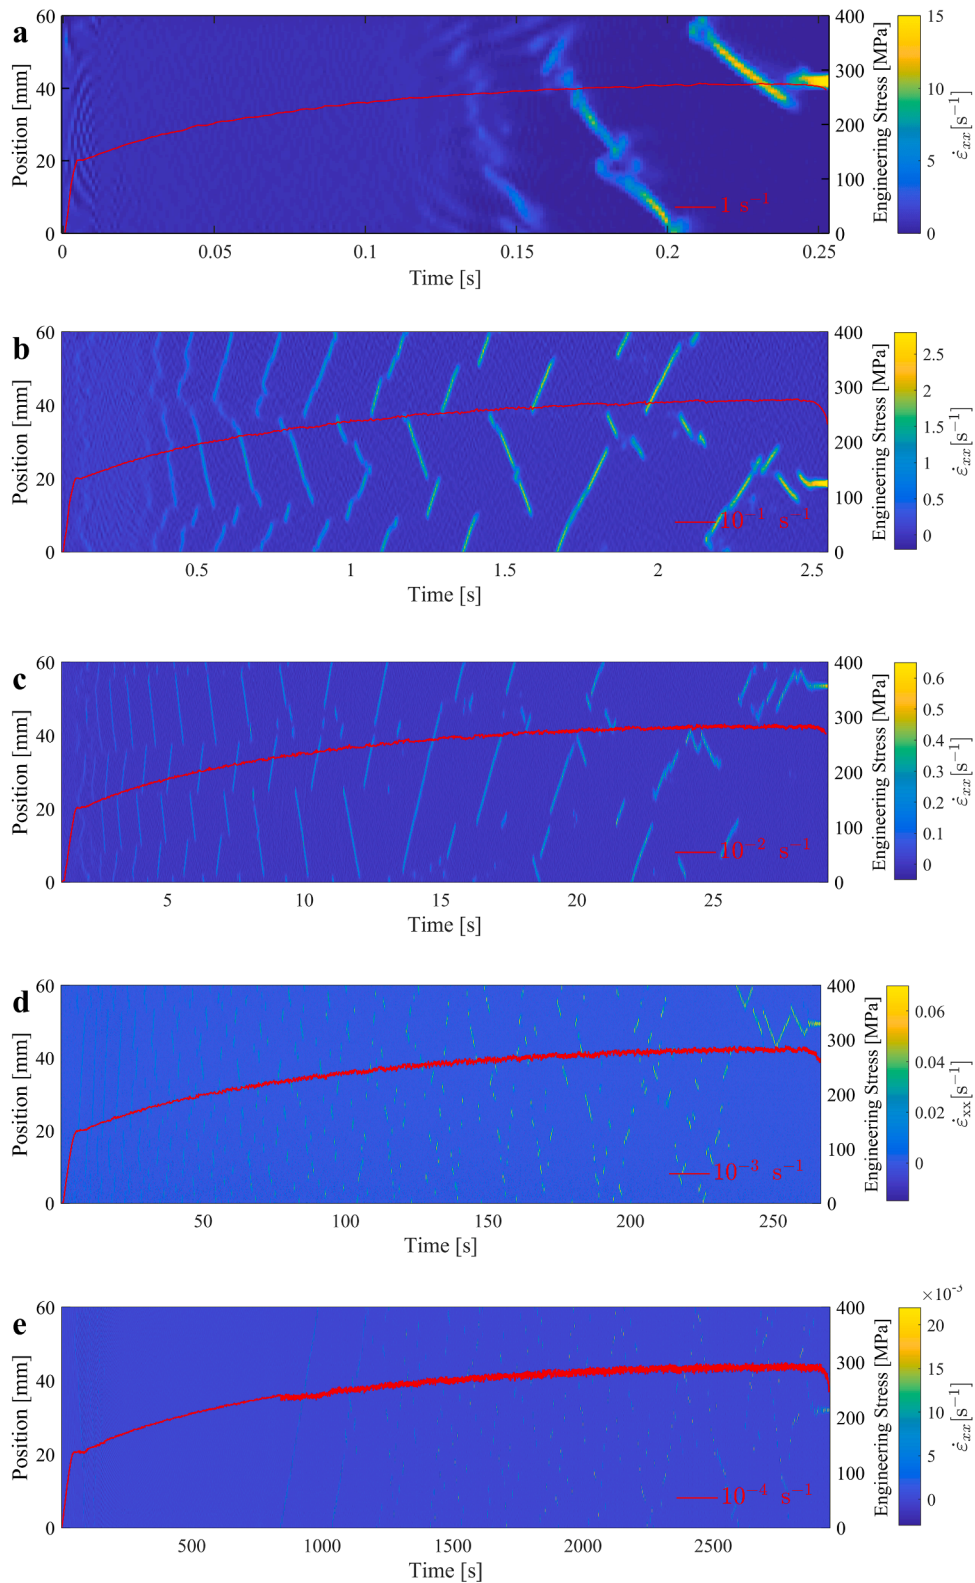 a
60
40
20
0
Position [mm]
400
300
200
100
0
Engineering Stress [MPa]
15
10
5
0
ε̇xx[s⁻¹]
1 s⁻¹
0 0.05 0.1 0.15 0.2 0.25
Time [s]
b
60
40
20
0
Position [mm]
400
300
200
100
0
Engineering Stress [MPa]
2.5
2
1.5
1
0.5
0
ε̇xx[s⁻¹]
10⁻¹ s⁻¹
0.5 1 1.5 2 2.5
Time [s]
c
60
40
20
0
Position [mm]
400
300
200
100
0
Engineering Stress [MPa]
0.6
0.5
0.4
0.3
0.2
0.1
0
ε̇xx[s⁻¹]
10⁻² s⁻¹
5 10 15 20 25
Time [s]
d
60
40
20
0
Position [mm]
400
300
200
100
0
Engineering Stress [MPa]
0.06
0.04
0.02
0
ε̇xx[s⁻¹]
10⁻³ s⁻¹
50 100 150 200 250
Time [s]
e
60
40
20
0
Position [mm]
400
300
200
100
0
Engineering Stress [MPa]
×10⁻³
20
15
10
5
0
ε̇xx[s⁻¹]
10⁻⁴ s⁻¹
500 1000 1500 2000 2500
Time [s]